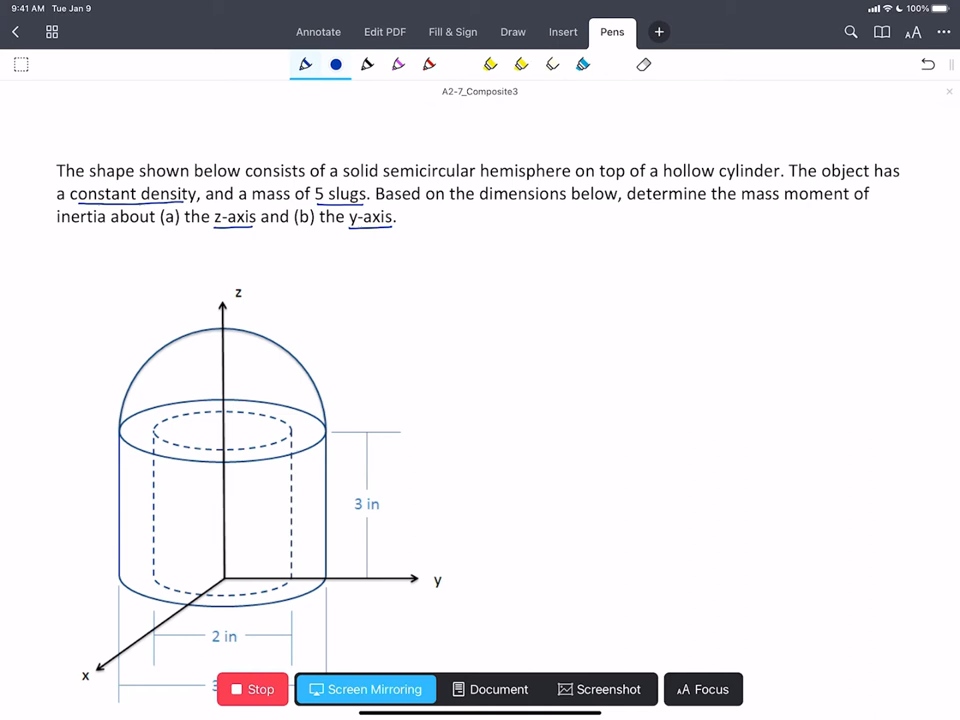 9:41 AM Tue Jan 9
100%
Annotate Edit PDF Fill & Sign Draw Insert Pens
AA
A2-7_Composite3
The shape shown below consists of a solid semicircular hemisphere on top of a hollow cylinder. The object has
a constant density, and a mass of 5 slugs. Based on the dimensions below, determine the mass moment of
inertia about (a) the z-axis and (b) the y-axis.
z
3 in
y
2 in
x
3
Stop Screen Mirroring Document Screenshot AA Focus